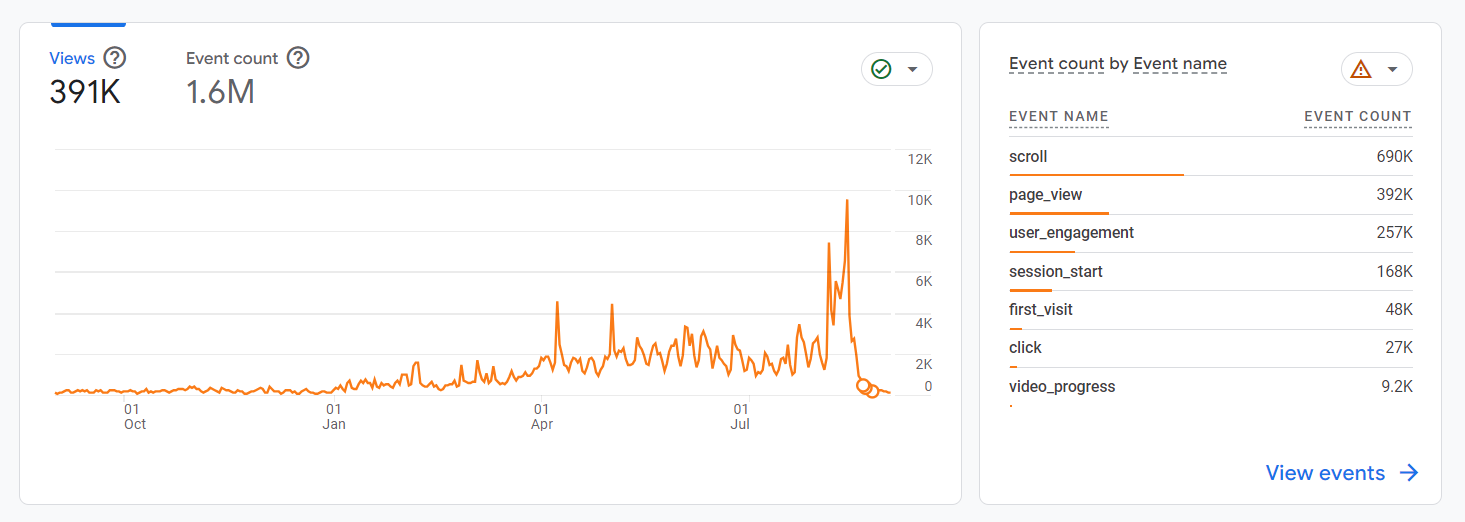 Views
391K
Event count
1.6M
12K
10K
8K
6K
4K
2K
0
01 Oct
01 Jan
01 Apr
01 Jul
Event count by Event name
EVENT NAME EVENT COUNT
scroll 690K
page_view 392K
user_engagement 257K
session_start 168K
first_visit 48K
click 27K
video_progress 9.2K
View events